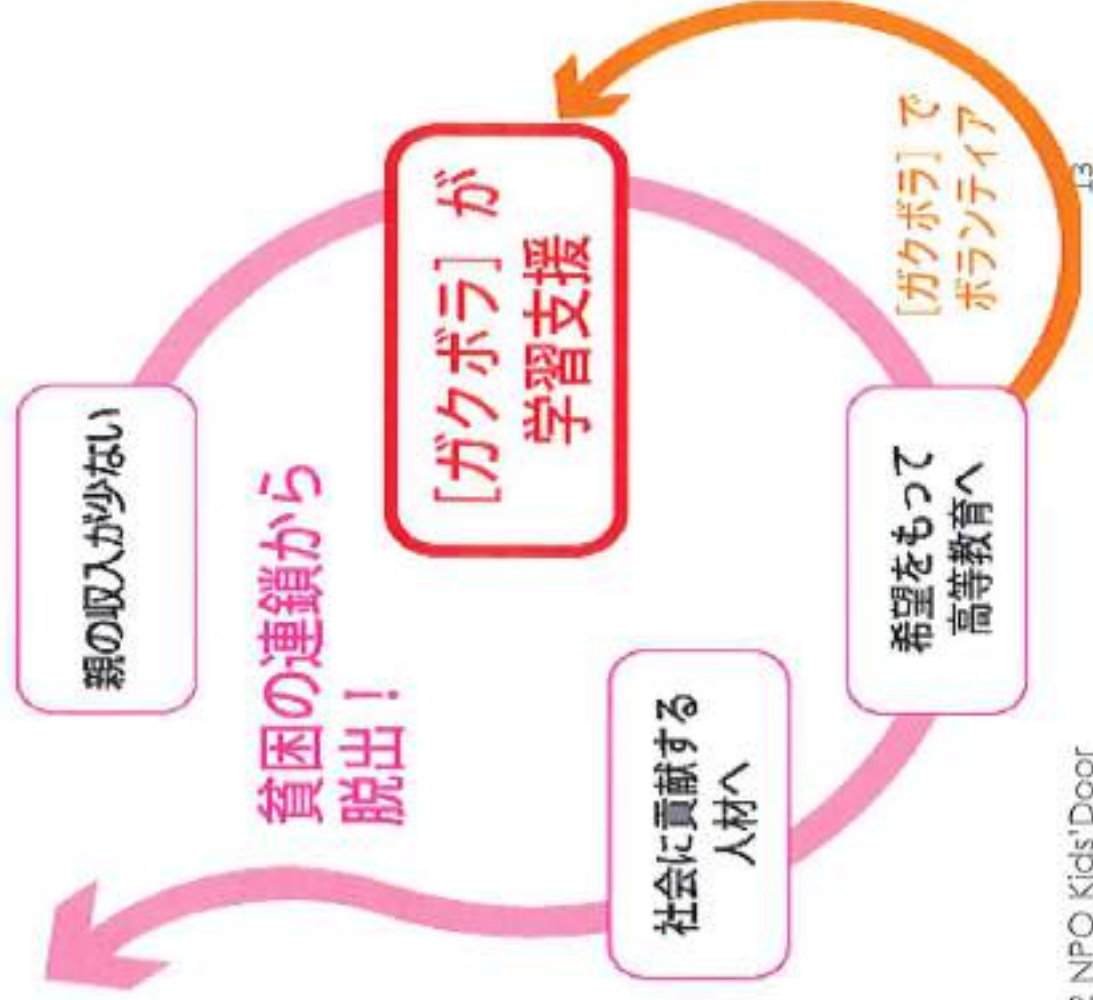 親の収入が少ない
貧困の連鎖から
脱出！
[ガクボラ] が
学習支援
社会に貢献する
人材へ
希望をもって
高等教育へ
[ガクボラ] で
ボランティア
NPO Kids'Door
13